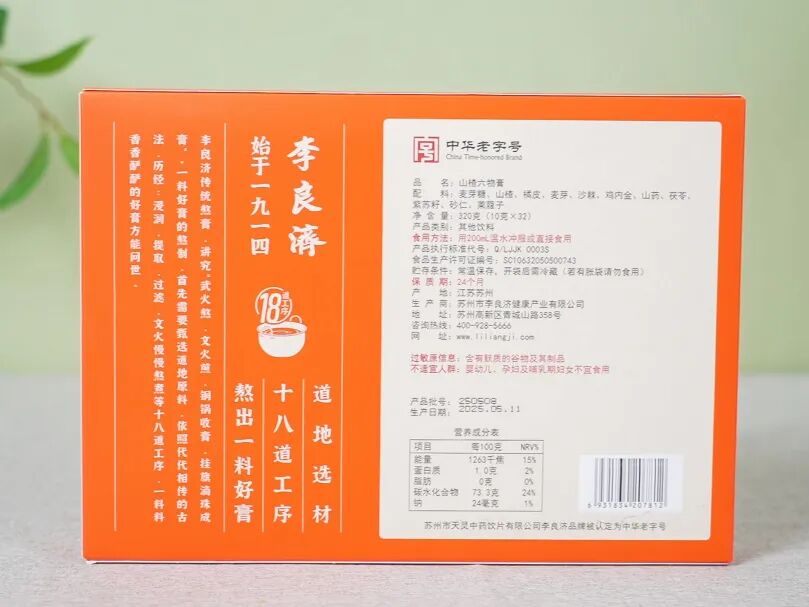 李良濟
始于一九一四
李良济传统熬膏，讲究"武火熬，文火煎，铜锅收膏，挂旗滴珠成
膏。"一料好膏的熬制，首先需要甄选道地原料，依照代代相传的古
法，历经：浸润、提取、过滤、文火慢慢熬煮等十八道工序，一料料
香香酽酽的好膏方能问世。
18道工序
道地选材
十八道工序
熬出一料好膏
中华老字号
China Time-honored Brand
品 名：山楂六物膏
配 料：麦芽糖、山楂、橘皮、麦芽、沙棘、鸡内金、山药、茯苓、
紫苏籽、砂仁、莱菔子
净 含 量：320克（10克×32）
产品类别：其他饮料
食用方法：用200mL温水冲服或直接食用
产品执行标准代号：Q/LJJK 0003S
食品生产许可证编号：SC10632050500743
贮存条件：常温保存，开袋后需冷藏（若有胀袋请勿食用）
保 质 期：24个月
产 地：江苏苏州
生 产 商：苏州市李良济健康产业有限公司
地 址：苏州高新区青城山路358号
咨询热线：400-928-6666
网 址：www.liliangji.com
过敏原信息：含有麸质的谷物及其制品
不适宜人群：婴幼儿、孕妇及哺乳期妇女不宜食用
产品批号：250508
生产日期：2025.05.11
营养成分表
项目 每100克 NRV%
能量 1263千焦 15%
蛋白质 1.0克 2%
脂肪 0克 0%
碳水化合物 73.3克 24%
钠 24毫克 1%
6931834207812
苏州市天灵中药饮片有限公司李良济品牌被认定为中华老字号